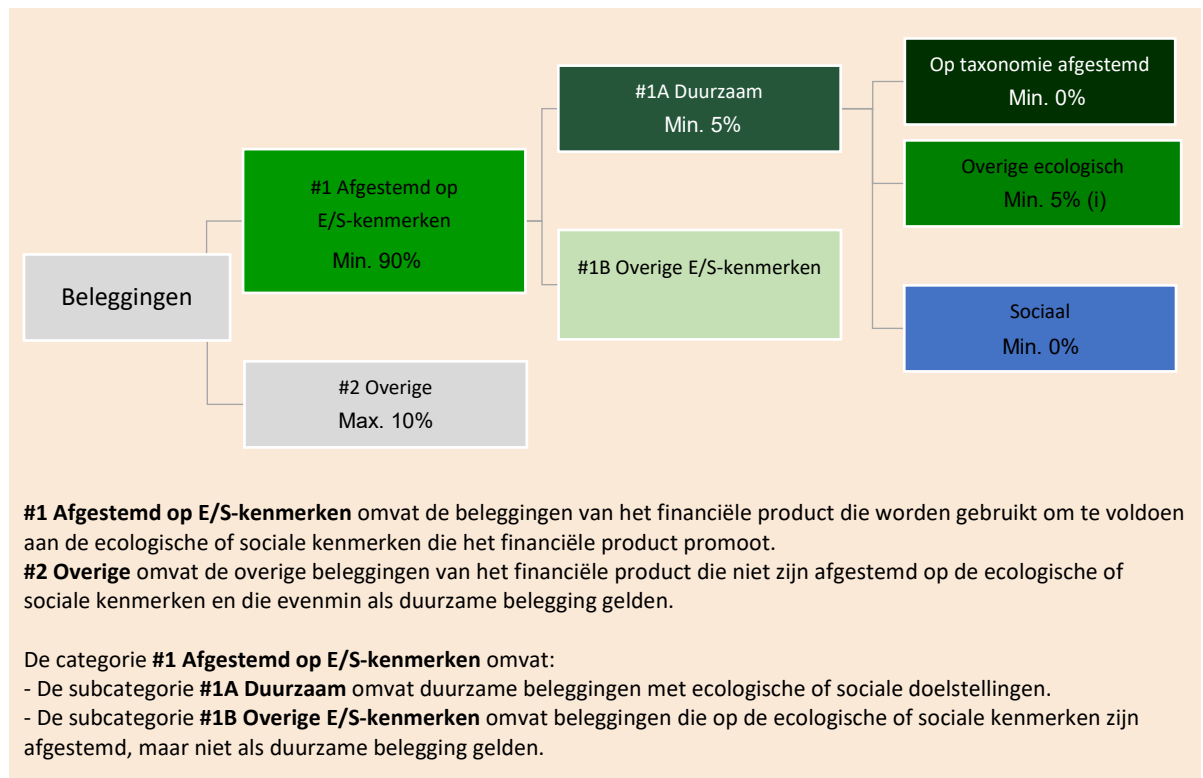 Beleggingen
#1 Afgestemd op
E/S-kenmerken
Min. 90%
#2 Overige
Max. 10%
#1A Duurzaam
Min. 5%
#1B Overige E/S-kenmerken
Op taxonomie afgestemd
Min. 0%
Overige ecologisch
Min. 5% (i)
Sociaal
Min. 0%
#1 Afgestemd op E/S-kenmerken omvat de beleggingen van het financiële product die worden gebruikt om te voldoen
aan de ecologische of sociale kenmerken die het financiële product promoot.
#2 Overige omvat de overige beleggingen van het financiële product die niet zijn afgestemd op de ecologische of
sociale kenmerken en die evenmin als duurzame belegging gelden.
De categorie #1 Afgestemd op E/S-kenmerken omvat:
- De subcategorie #1A Duurzaam omvat duurzame beleggingen met ecologische of sociale doelstellingen.
- De subcategorie #1B Overige E/S-kenmerken omvat beleggingen die op de ecologische of sociale kenmerken zijn
afgestemd, maar niet als duurzame belegging gelden.